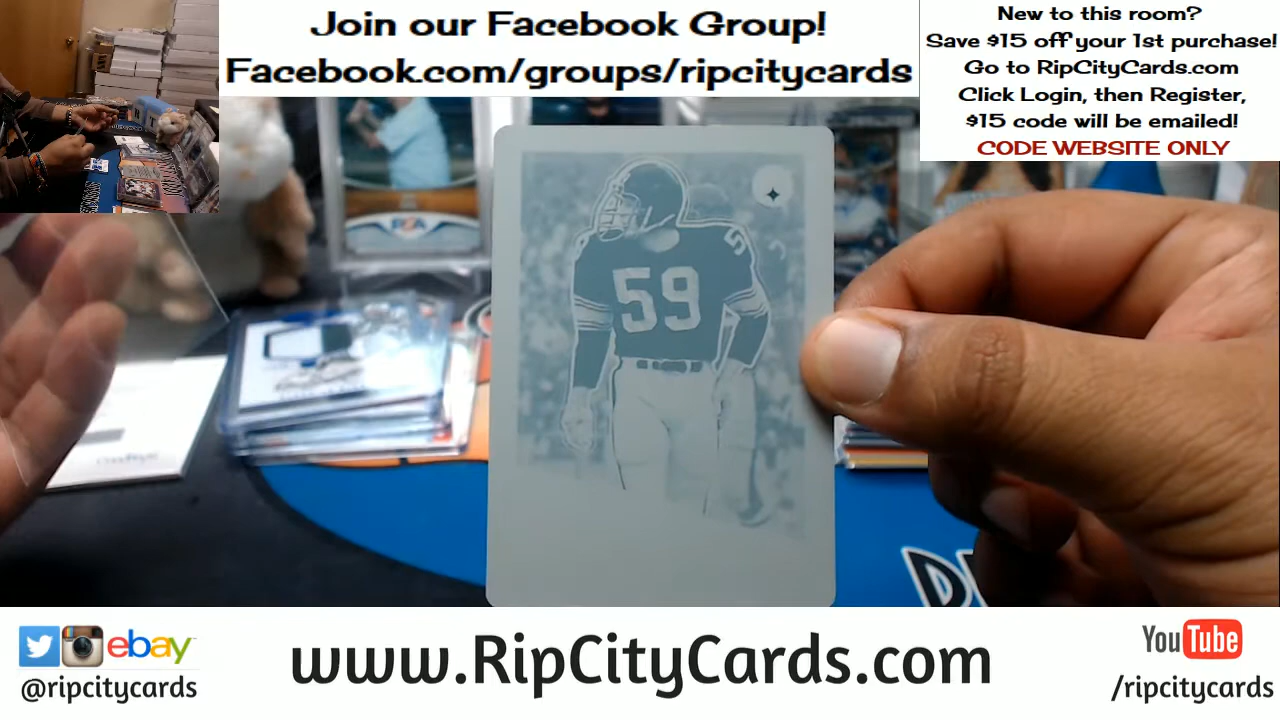 Join our Facebook Group!
Facebook.com/groups/ripcitycards
New to this room?
Save $15 off your 1st purchase!
Go to RipCityCards.com
Click Login, then Register,
$15 code will be emailed!
CODE WEBSITE ONLY
59
5
ebay
@ripcitycards
www.RipCityCards.com
YouTube
/ripcitycards